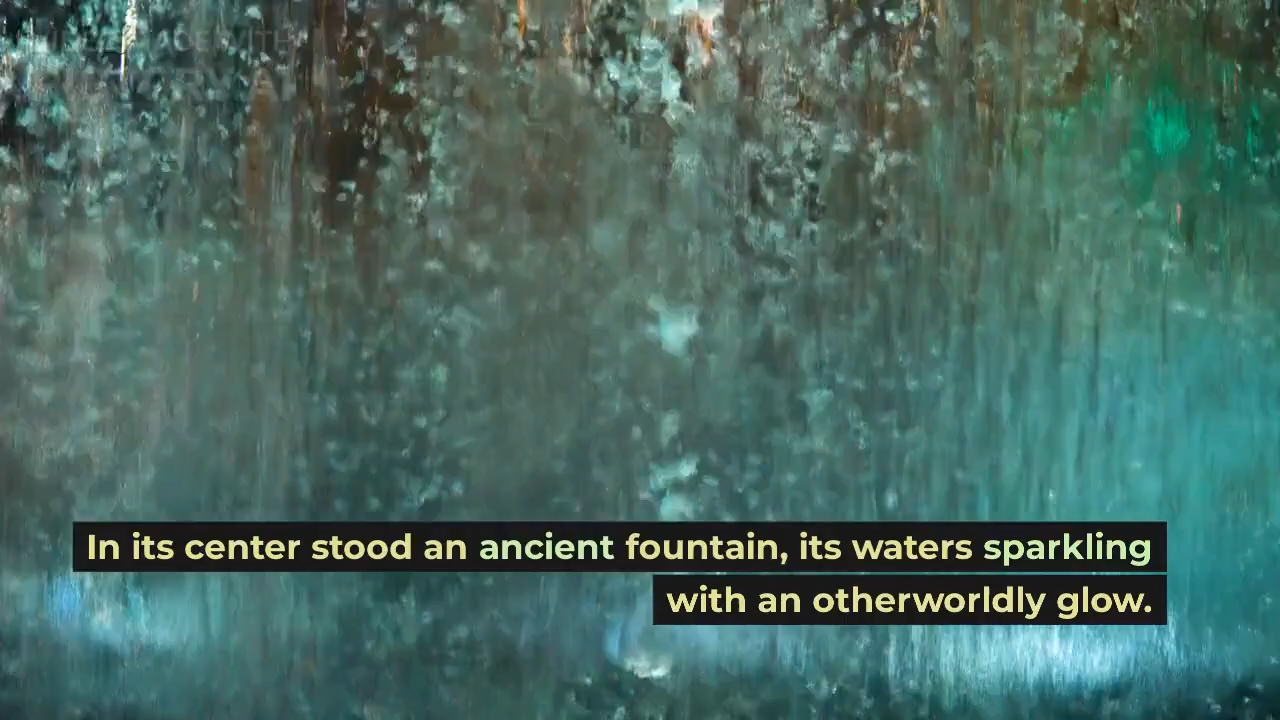 In its center stood an ancient fountain, its waters sparkling
with an otherworldly glow.